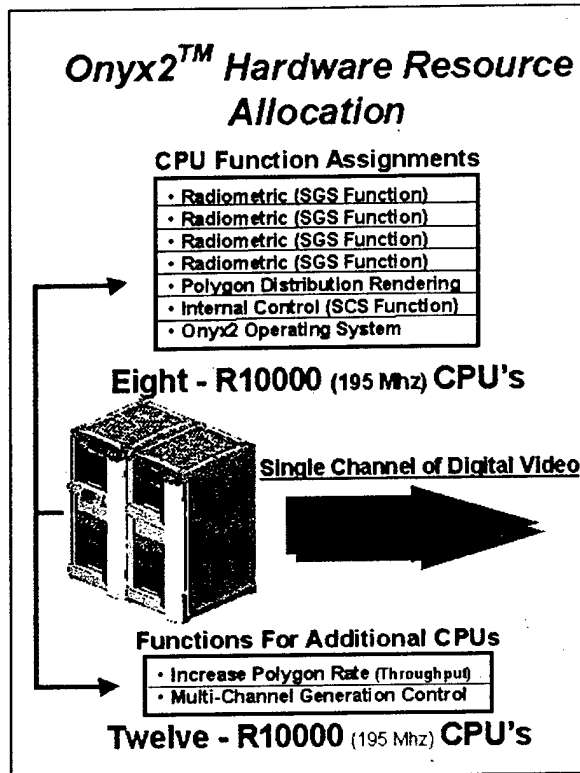 Onyx2™ Hardware Resource
Allocation
CPU Function Assignments
• Radiometric (SGS Function)
• Radiometric (SGS Function)
• Radiometric (SGS Function)
• Radiometric (SGS Function)
• Polygon Distribution Rendering
• Internal Control (SCS Function)
• Onyx2 Operating System
Eight - R10000 (195 Mhz) CPU's
Single Channel of Digital Video
Functions For Additional CPUs
• Increase Polygon Rate (Throughput)
• Multi-Channel Generation Control
Twelve - R10000 (195 Mhz) CPU's